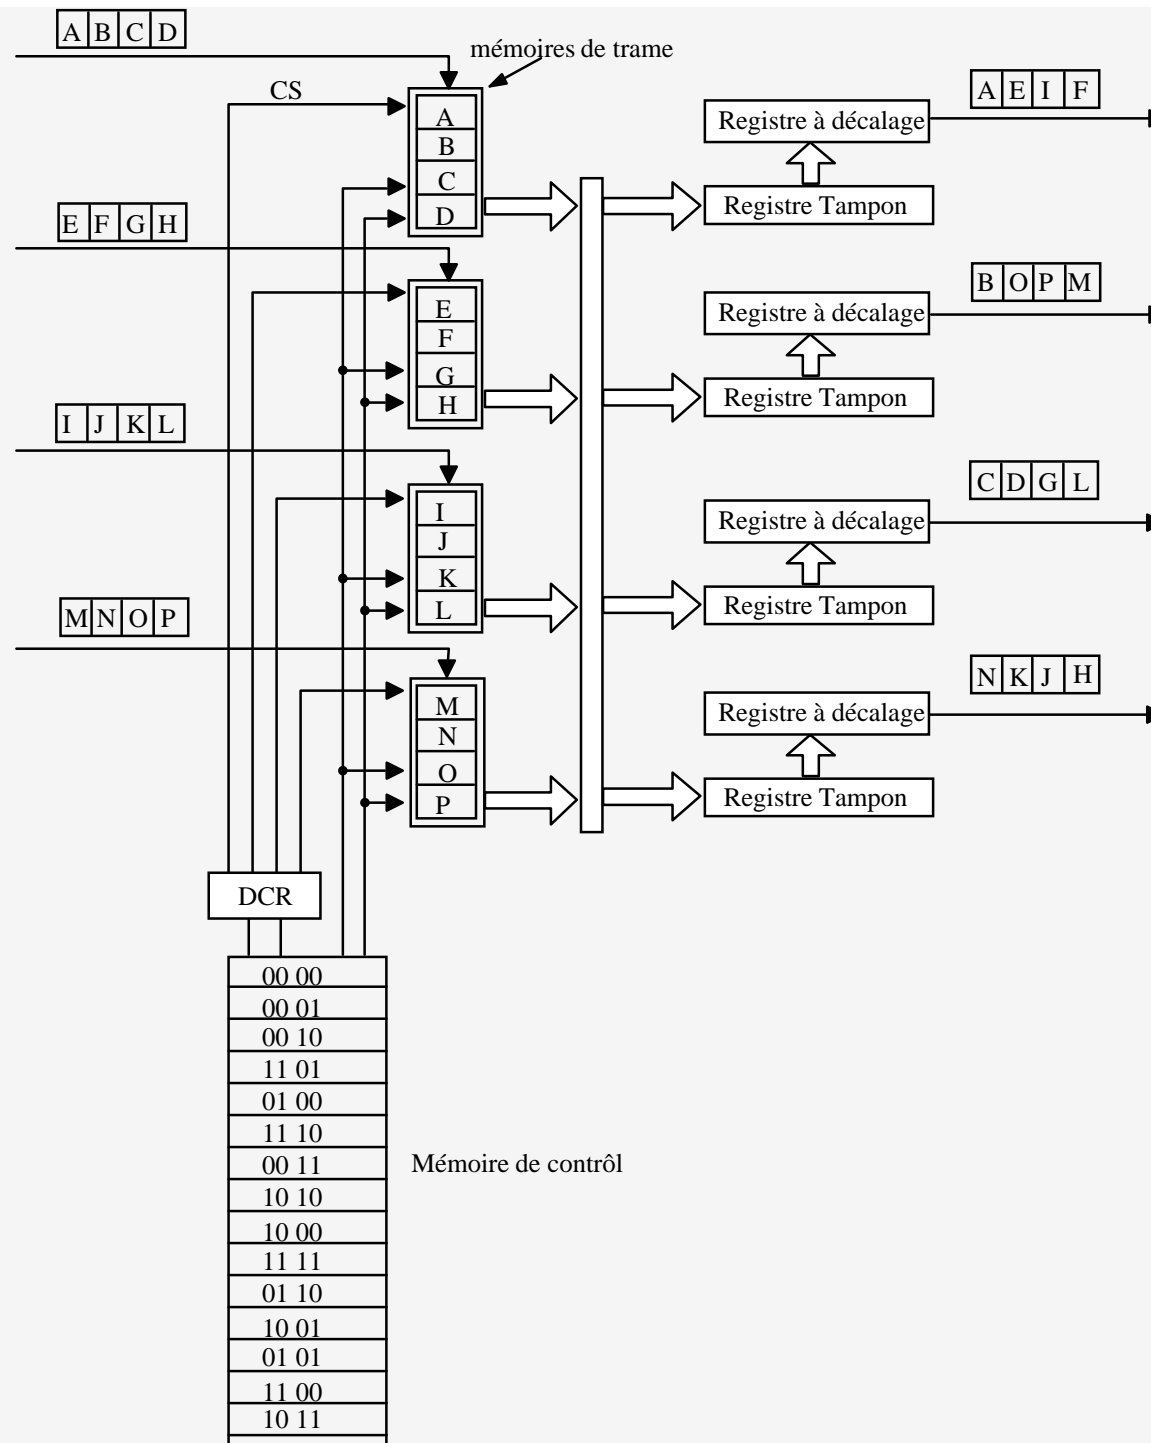 A B C D
mémoires de trame
CS
A
B
C
D
Registre à décalage
A E I F
Registre Tampon
E F G H
E
F
G
H
Registre à décalage
B O P M
Registre Tampon
I J K L
I
J
K
L
Registre à décalage
C D G L
Registre Tampon
M N O P
M
N
O
P
Registre à décalage
N K J H
Registre Tampon
DCR
00 00
00 01
00 10
11 01
01 00
11 10
00 11
10 10
10 00
11 11
01 10
10 01
01 01
11 00
10 11
Mémoire de contrôl